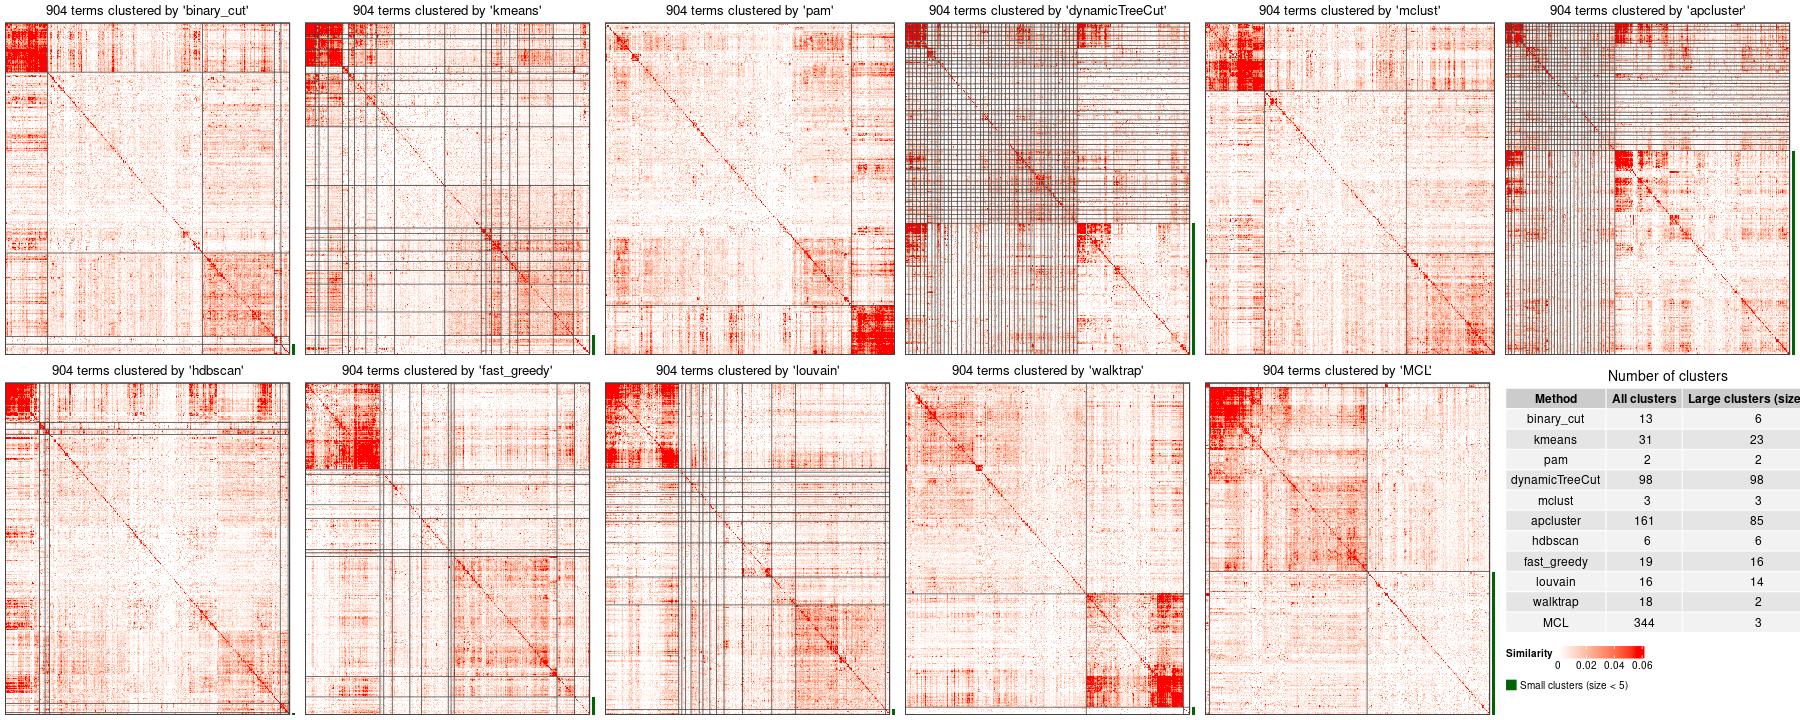 904 terms clustered by 'binary_cut'
904 terms clustered by 'kmeans'
904 terms clustered by 'pam'
904 terms clustered by 'dynamicTreeCut'
904 terms clustered by 'mclust'
904 terms clustered by 'apcluster'
904 terms clustered by 'hdbscan'
904 terms clustered by 'fast_greedy'
904 terms clustered by 'louvain'
904 terms clustered by 'walktrap'
904 terms clustered by 'MCL'
Number of clusters
Method All clusters Large clusters (size
binary_cut 13 6
kmeans 31 23
pam 2 2
dynamicTreeCut 98 98
mclust 3 3
apcluster 161 85
hdbscan 6 6
fast_greedy 19 16
louvain 16 14
walktrap 18 2
MCL 344 3
Similarity
0 0.02 0.04 0.06
Small clusters (size < 5)